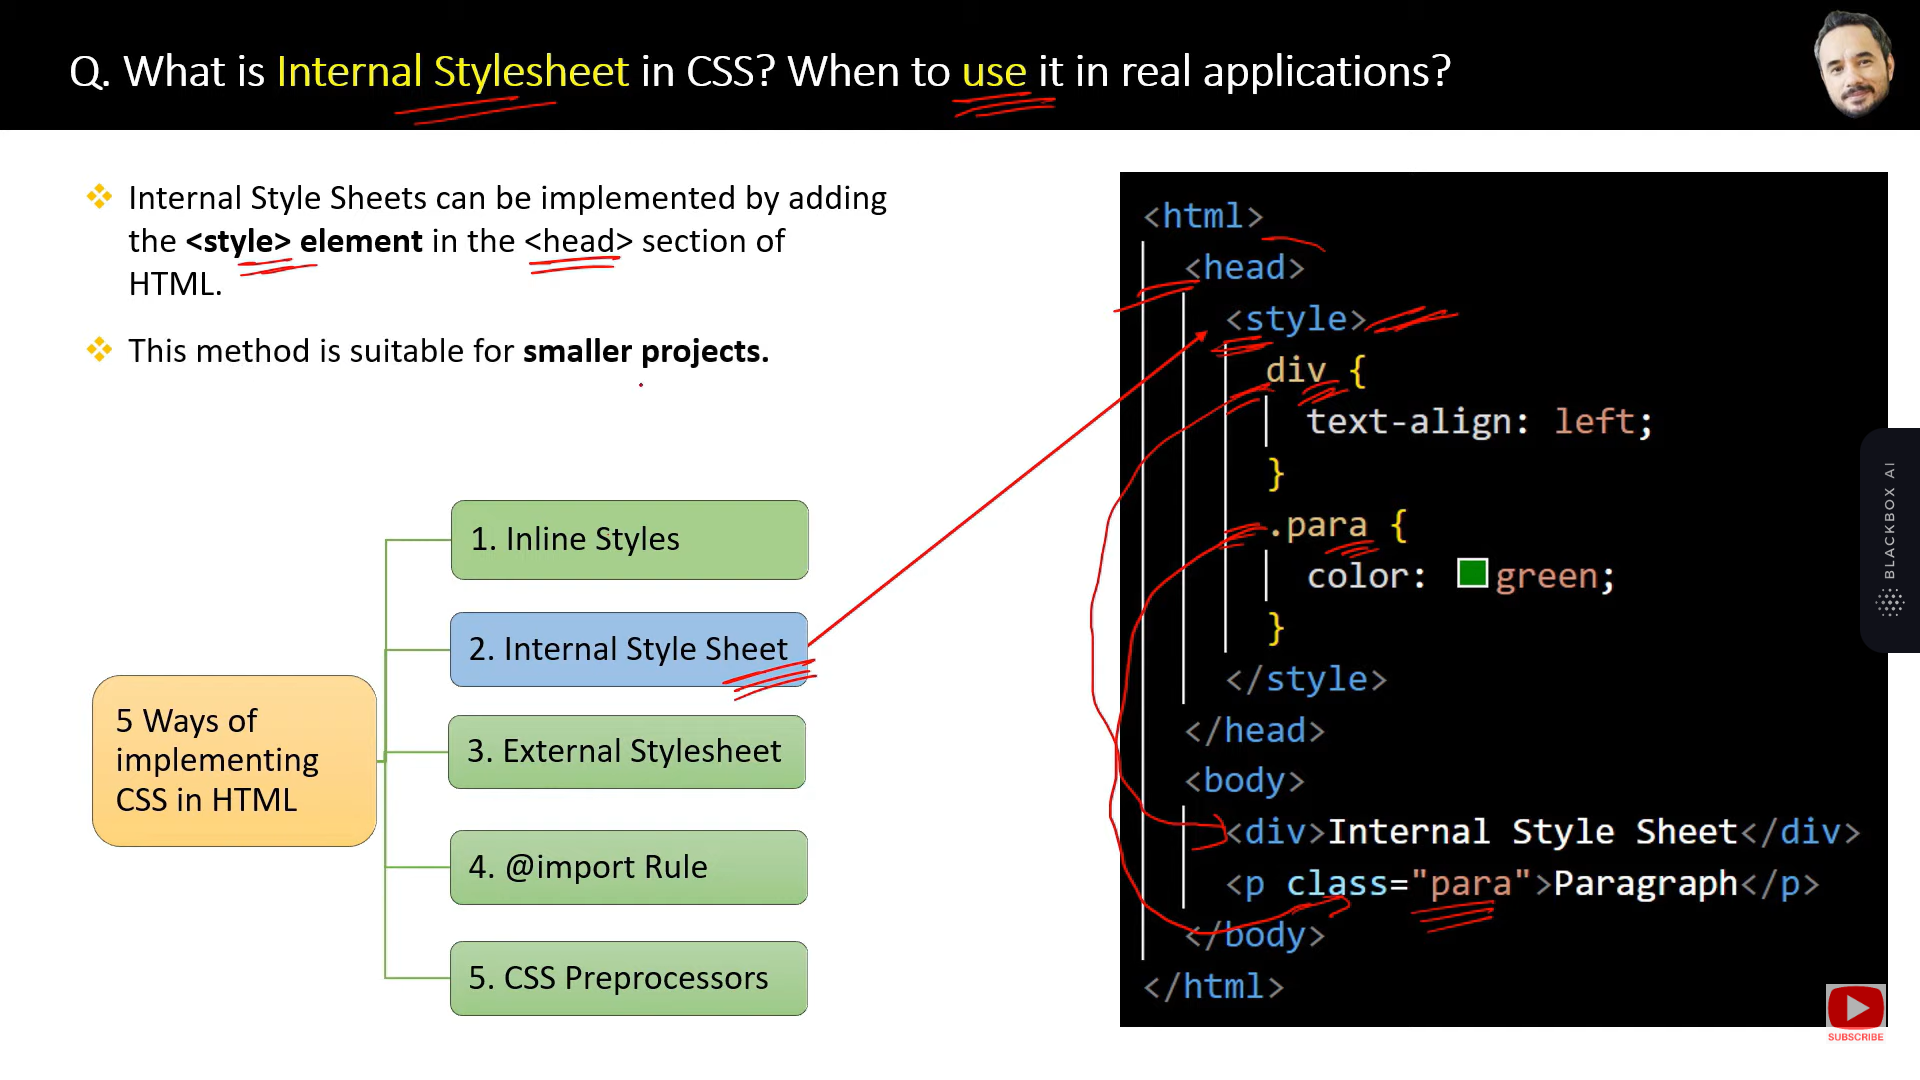 Q. What is Internal Stylesheet in CSS? When to use it in real applications?
Internal Style Sheets can be implemented by adding
the <style> element in the <head> section of
HTML.
This method is suitable for smaller projects.
5 Ways of
implementing
CSS in HTML
1. Inline Styles
2. Internal Style Sheet
3. External Stylesheet
4. @import Rule
5. CSS Preprocessors
<html>
<head>
<style>
div {
text-align: left;
}
.para {
color: green;
}
</style>
</head>
<body>
<div>Internal Style Sheet</div>
<p class="para">Paragraph</p>
</body>
</html>
BLACKBOX AI
SUBSCRIBE